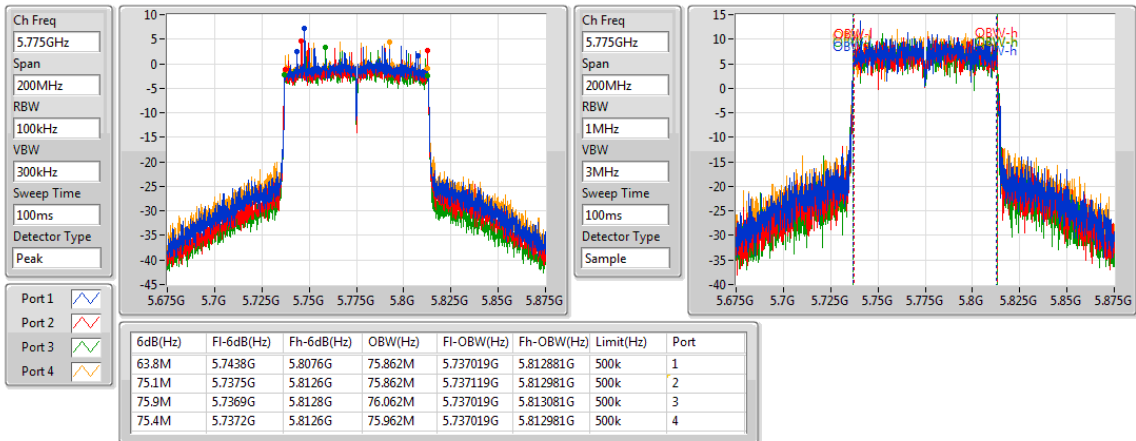 Ch Freq
5.775GHz
Span
200MHz
RBW
100kHz
VBW
300kHz
Sweep Time
100ms
Detector Type
Peak
10
5
0
-5
-10
-15
-20
-25
-30
-35
-40
-45
5.675G 5.7G 5.725G 5.75G 5.775G 5.8G 5.825G 5.85G 5.875G
Ch Freq
5.775GHz
Span
200MHz
RBW
1MHz
VBW
3MHz
Sweep Time
100ms
Detector Type
Sample
15
10
5
0
-5
-10
-15
-20
-25
-30
-35
-40
OBW-h
5.675G 5.7G 5.725G 5.75G 5.775G 5.8G 5.825G 5.85G 5.875G
Port 1
Port 2
Port 3
Port 4
6dB(Hz) Fl-6dB(Hz) Fh-6dB(Hz) OBW(Hz) Fl-OBW(Hz) Fh-OBW(Hz) Limit(Hz) Port
63.8M 5.7438G 5.8076G 75.862M 5.737019G 5.812881G 500k 1
75.1M 5.7375G 5.8126G 75.862M 5.737119G 5.812981G 500k 2
75.9M 5.7369G 5.8128G 76.062M 5.737019G 5.813081G 500k 3
75.4M 5.7372G 5.8126G 75.962M 5.737019G 5.812981G 500k 4